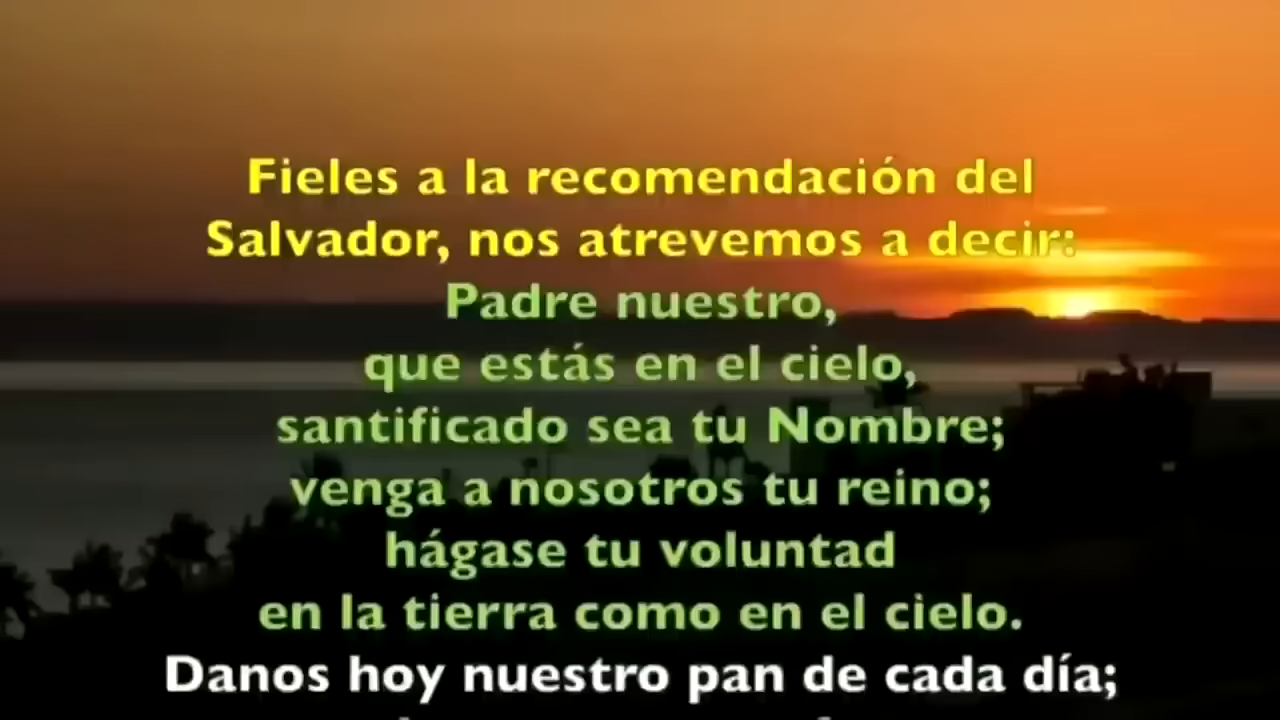 Fieles a la recomendación del
Salvador, nos atrevemos a decir:
Padre nuestro,
que estás en el cielo,
santificado sea tu Nombre;
venga a nosotros tu reino;
hágase tu voluntad
en la tierra como en el cielo.
Danos hoy nuestro pan de cada día;